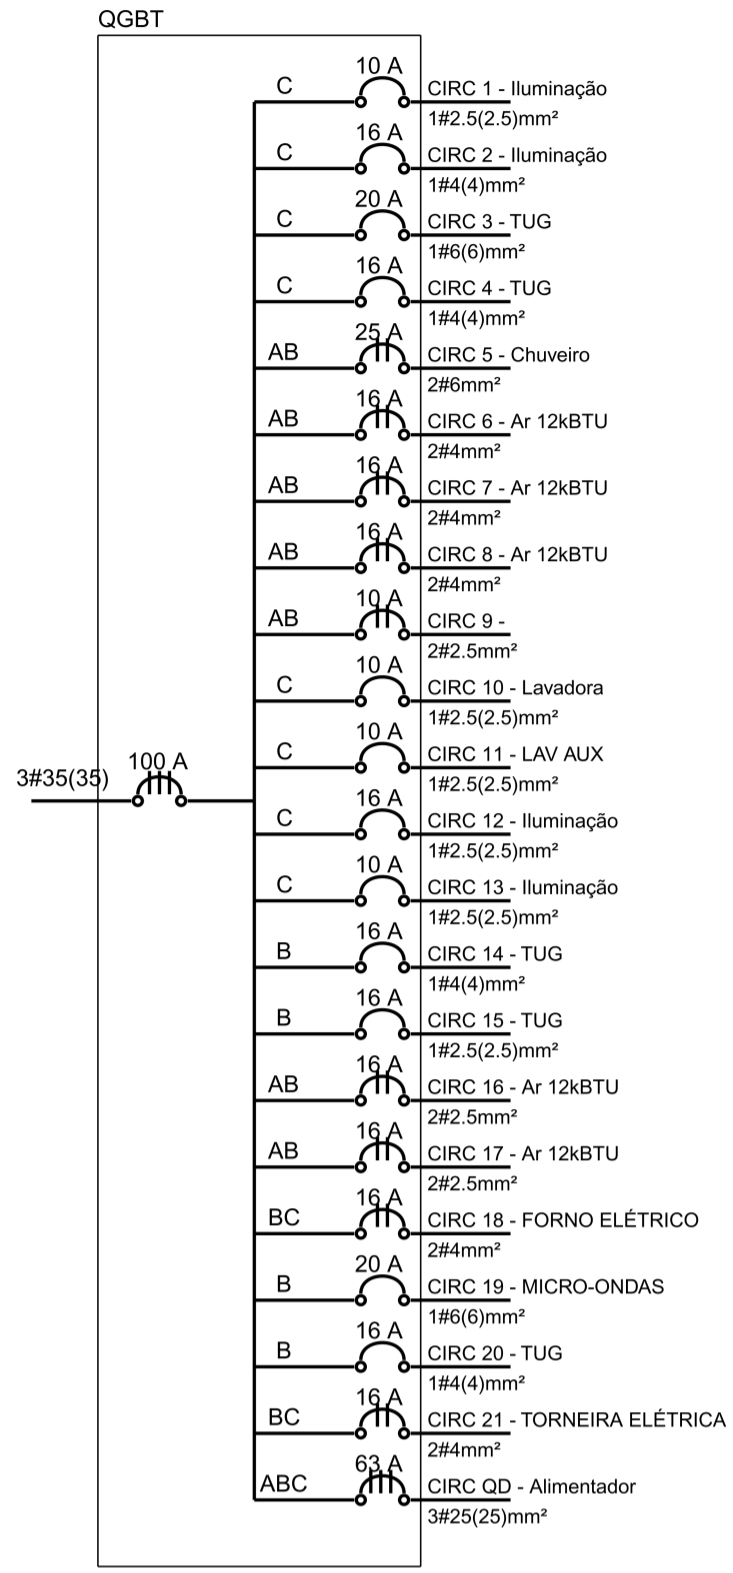 QGBT
10 A
C
CIRC 1 - Iluminação
1#2.5(2.5)mm²
16 A
C
CIRC 2 - Iluminação
1#4(4)mm²
20 A
C
CIRC 3 - TUG
1#6(6)mm²
16 A
C
CIRC 4 - TUG
1#4(4)mm²
25 A
AB
CIRC 5 - Chuveiro
2#6mm²
16 A
AB
CIRC 6 - Ar 12kBTU
2#4mm²
16 A
AB
CIRC 7 - Ar 12kBTU
2#4mm²
16 A
AB
CIRC 8 - Ar 12kBTU
2#4mm²
10 A
AB
CIRC 9 -
2#2.5mm²
10 A
C
CIRC 10 - Lavadora
1#2.5(2.5)mm²
10 A
C
CIRC 11 - LAV AUX
1#2.5(2.5)mm²
3#35(35)
100 A
16 A
C
CIRC 12 - Iluminação
1#2.5(2.5)mm²
10 A
C
CIRC 13 - Iluminação
1#2.5(2.5)mm²
16 A
B
CIRC 14 - TUG
1#4(4)mm²
16 A
B
CIRC 15 - TUG
1#2.5(2.5)mm²
16 A
AB
CIRC 16 - Ar 12kBTU
2#2.5mm²
16 A
AB
CIRC 17 - Ar 12kBTU
2#2.5mm²
16 A
BC
CIRC 18 - FORNO ELÉTRICO
2#4mm²
20 A
B
CIRC 19 - MICRO-ONDAS
1#6(6)mm²
16 A
B
CIRC 20 - TUG
1#4(4)mm²
16 A
BC
CIRC 21 - TORNEIRA ELÉTRICA
2#4mm²
63 A
ABC
CIRC QD - Alimentador
3#25(25)mm²